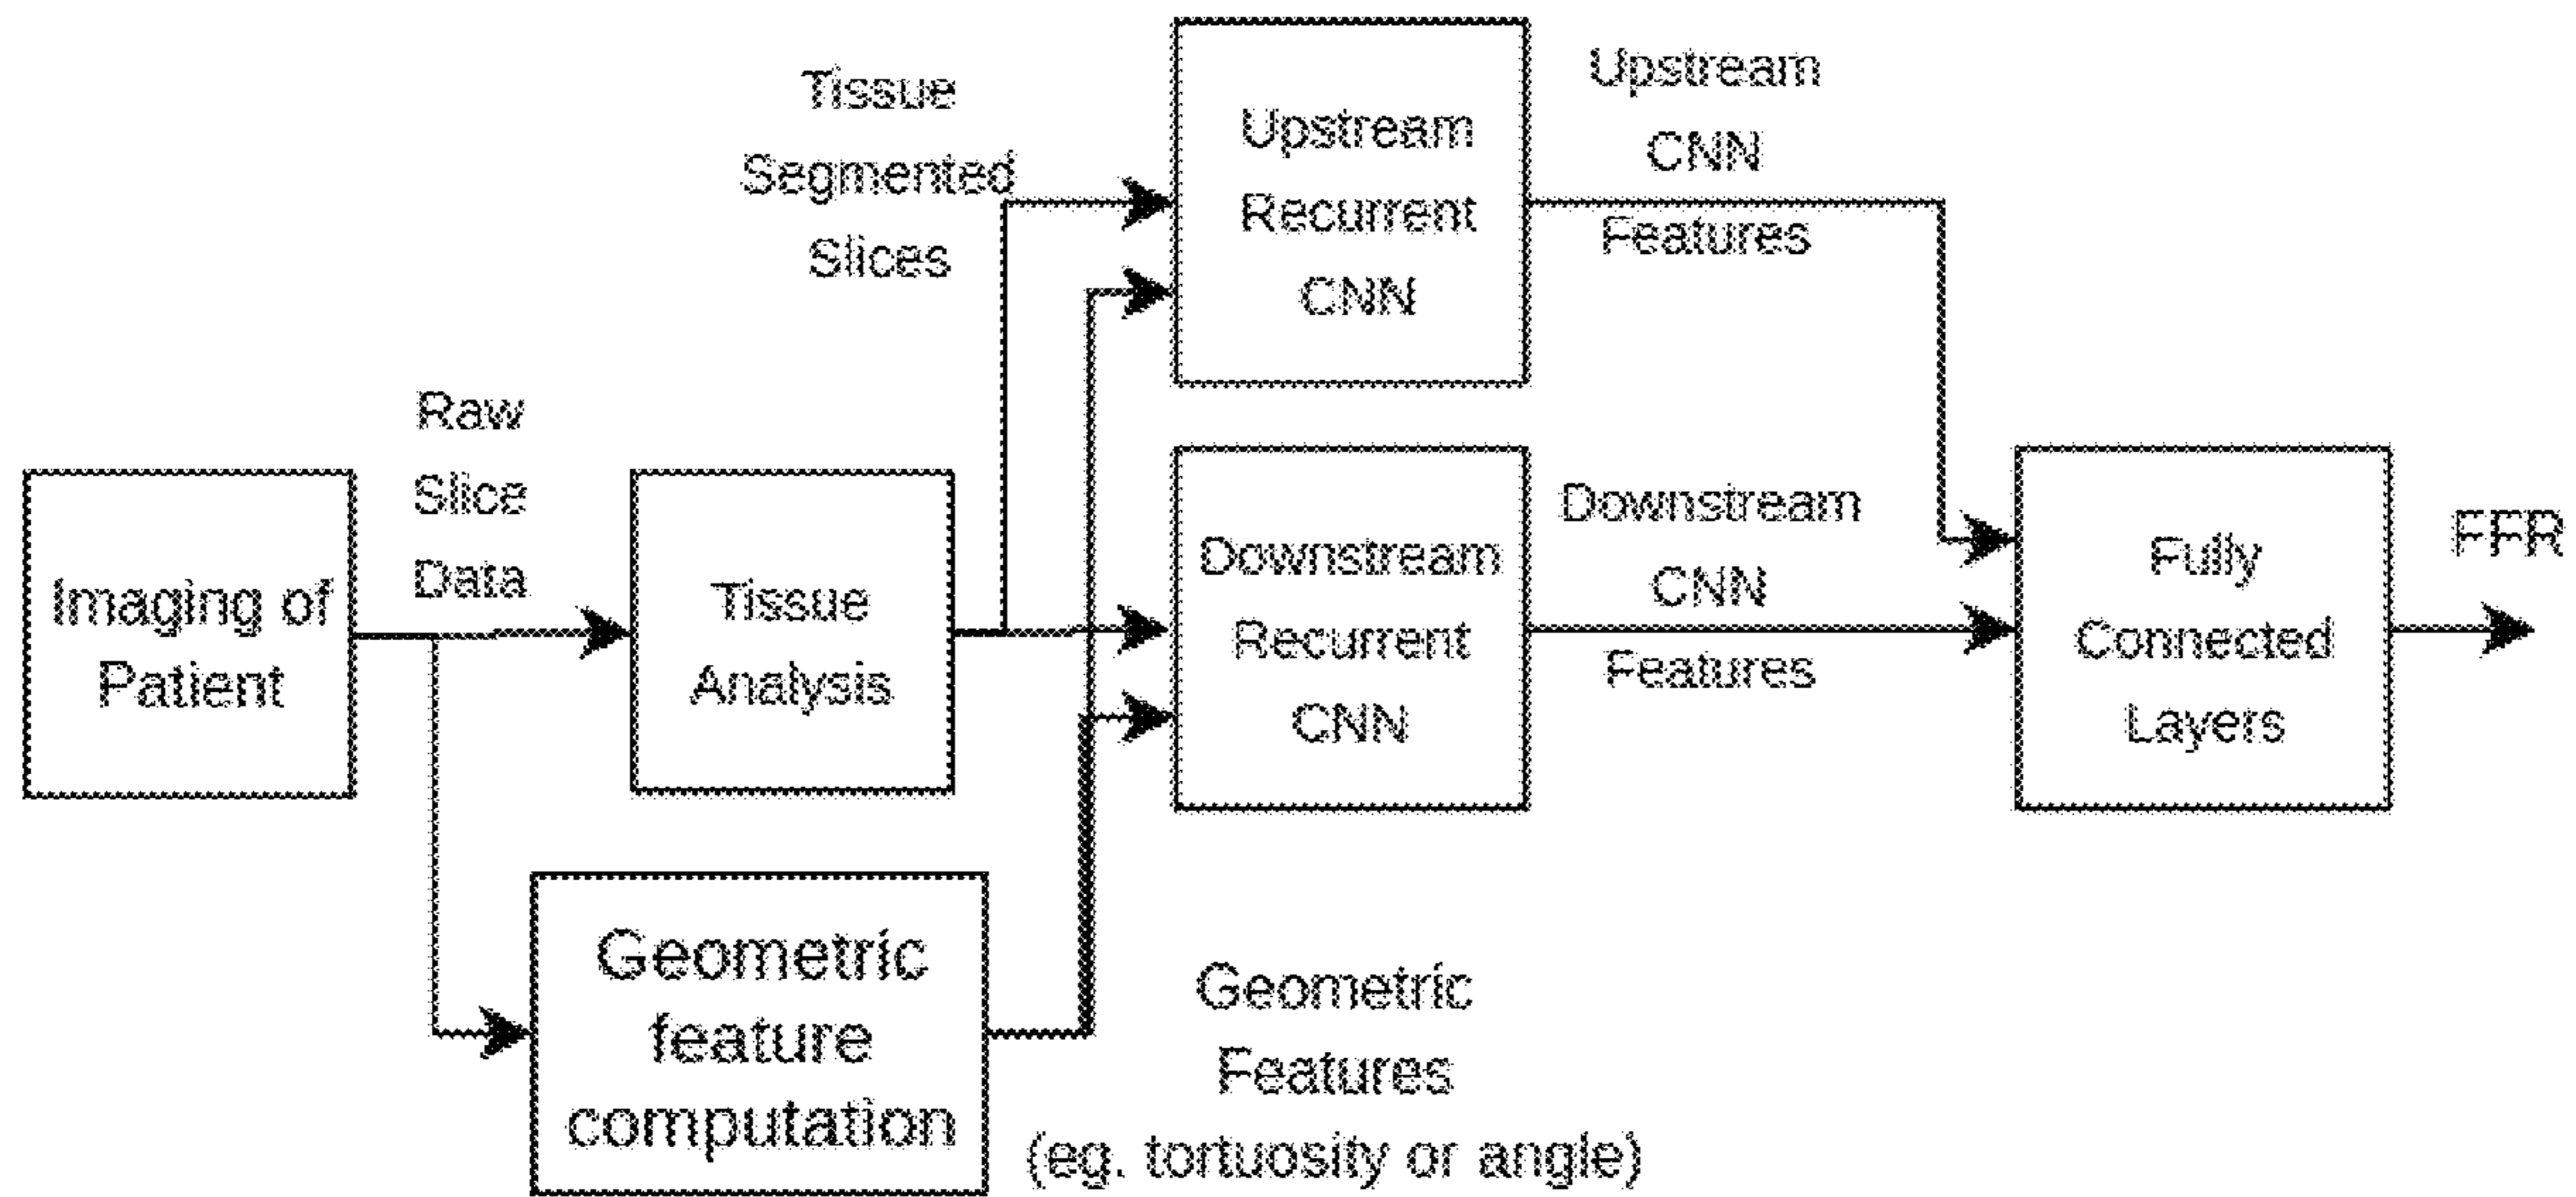 Tissue
Segmented
Slices
Upstream
Recurrent
CNN
Upstream
CNN
Features
Raw
Slice
Data
Imaging of
Patient
Tissue
Analysis
Downstream
Recurrent
CNN
Downstream
CNN
Features
Fully
Connected
Layers
FFR
Geometric
feature
computation
Geometric
Features
(eg. tortuosity or angle)